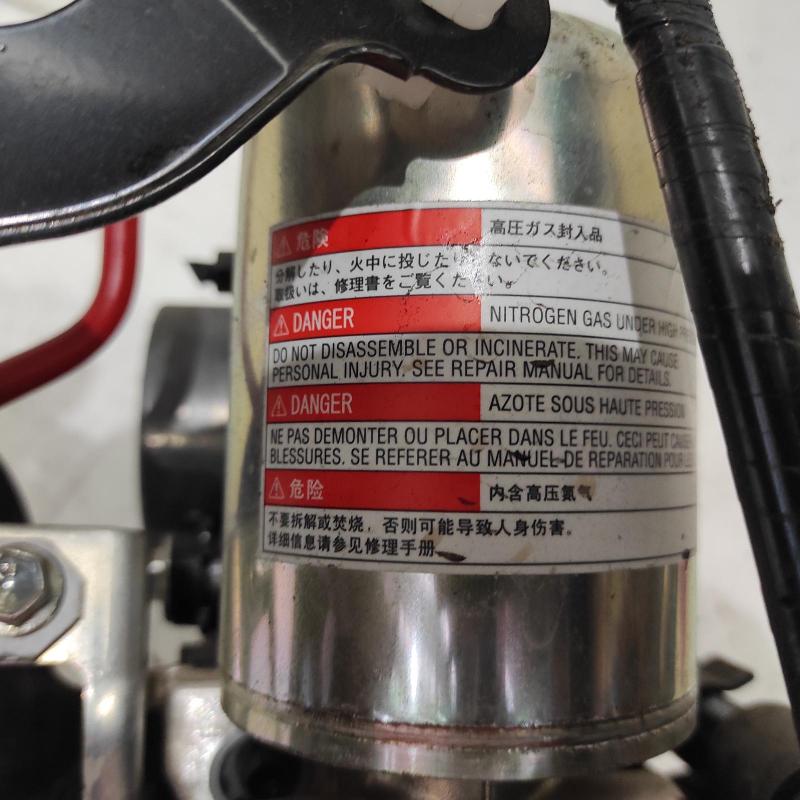 ⚠ 危険 高圧ガス封入品
分解したり、火中に投じたり ないでください。
取扱いは、修理書をご覧くださ い。
⚠ DANGER NITROGEN GAS UNDER HIGH
DO NOT DISASSEMBLE OR INCINERATE. THIS MAY CAUSE
PERSONAL INJURY. SEE REPAIR MANUAL FOR DETAILS.
⚠ DANGER AZOTE SOUS HAUTE PRESSION
NE PAS DEMONTER OU PLACER DANS LE FEU. CECI PEUT CAUSER
BLESSURES. SE REFERER AU MANUEL DE REPARATION POUR
⚠ 危险 内含高压氮气
不要拆解或焚烧，否则可能导致人身伤害。
详细信息请参见修理手册